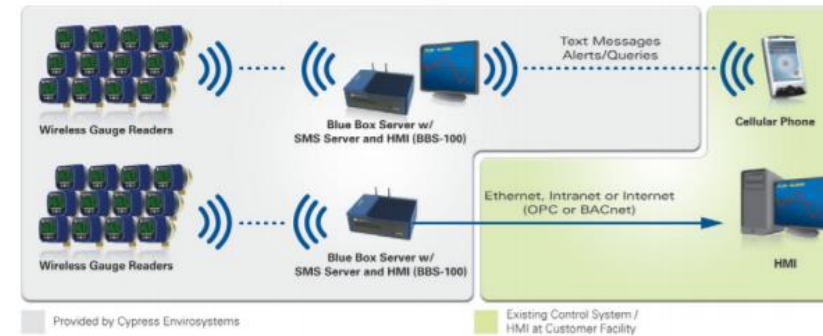 Text Messages
Alerts/Queries
Wireless Gauge Readers
Blue Box Server w/
SMS Server and HMI (BBS-100)
Cellular Phone
Ethernet, Intranet or Internet
(OPC or BACnet)
Wireless Gauge Readers
Blue Box Server w/
SMS Server and HMI (BBS-100)
HMI
Provided by Cypress Envirosystems
Existing Control System /
HMI at Customer Facility